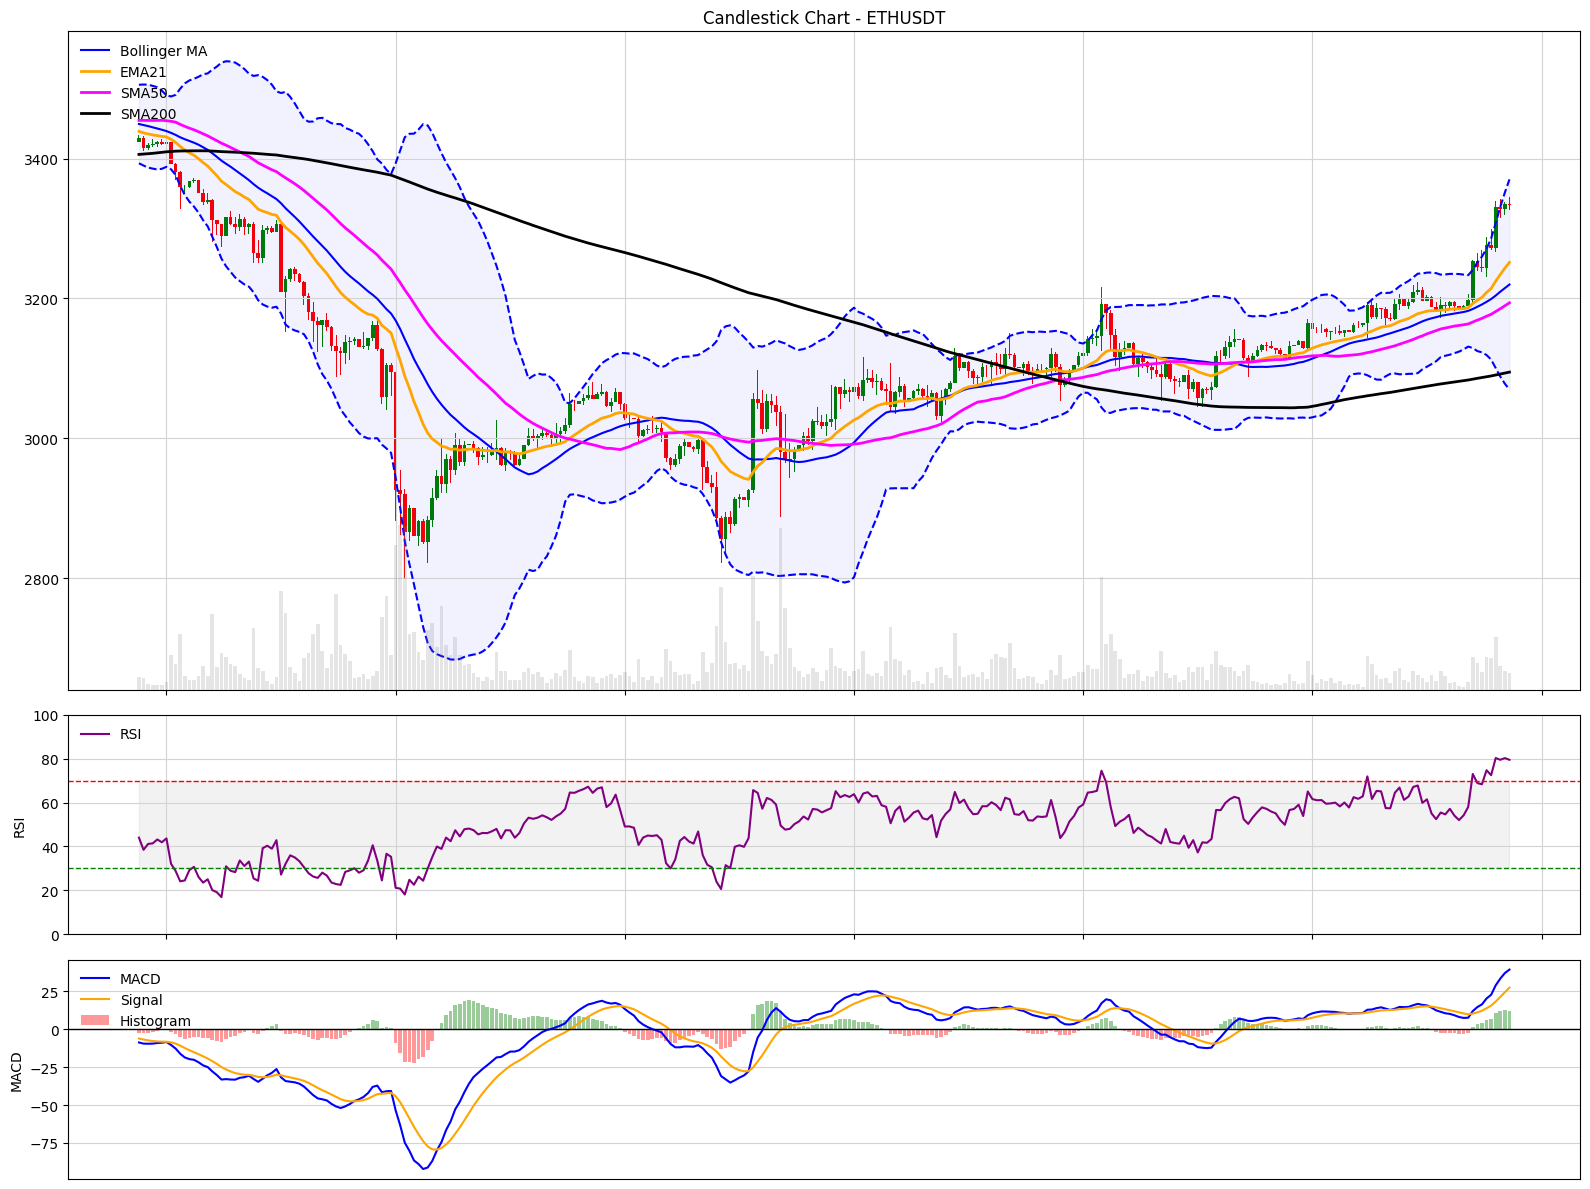 Candlestick Chart - ETHUSDT
Bollinger MA
EMA21
SMA50
SMA200
3400
3200
3000
2800
100
80
60
40
20
0
RSI
RSI
MACD
Signal
Histogram
25
0
−25
−50
−75
MACD